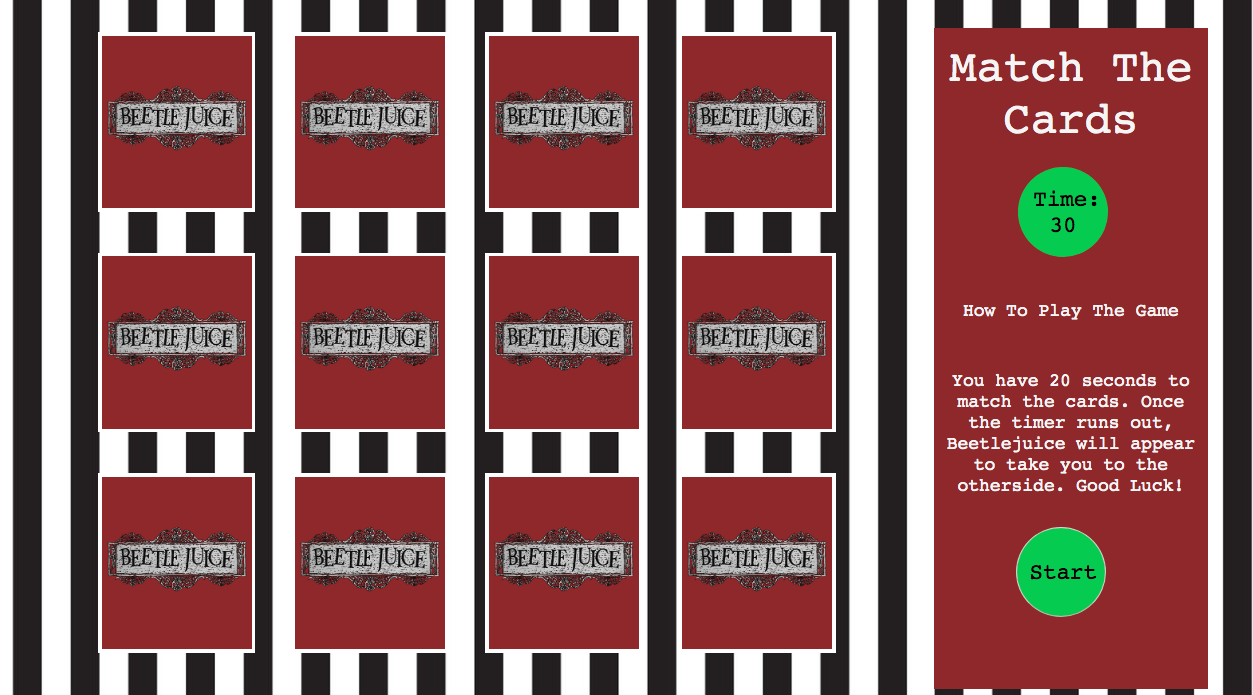 BEETLE JUICE BEETLE JUICE BEETLE JUICE BEETLE JUICE
BEETLE JUICE BEETLE JUICE BEETLE JUICE BEETLE JUICE
BEETLE JUICE BEETLE JUICE BEETLE JUICE BEETLE JUICE
Match The
Cards
Time:
30
How To Play The Game
You have 20 seconds to
match the cards. Once
the timer runs out,
Beetlejuice will appear
to take you to the
otherside. Good Luck!
Start